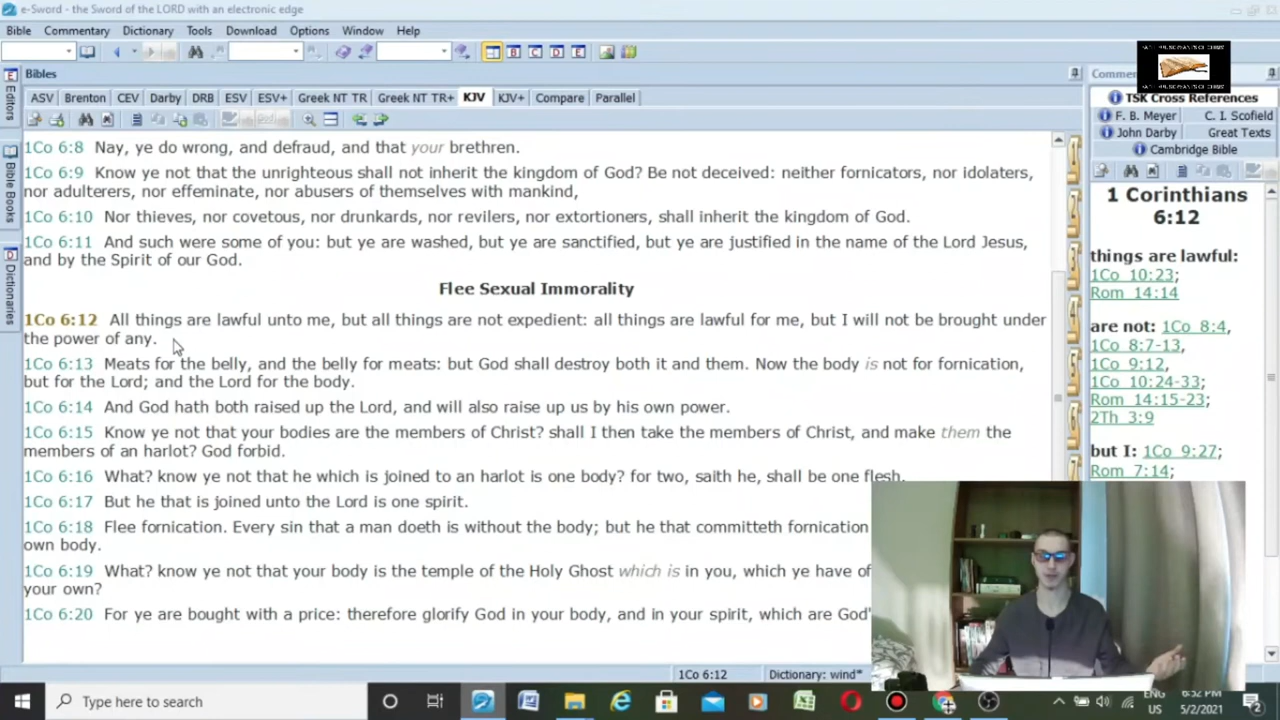 e-Sword - the Sword of the LORD with an electronic edge
Bible Commentary Dictionary Tools Download Options Window Help
Bibles
Editors
Bible Books
Dictionaries
ASV Brenton CEV Darby DRB ESV ESV+ Greek NT TR Greek NT TR+ KJV KJV+ Compare Parallel
1Co 6:8 Nay, ye do wrong, and defraud, and that your brethren.
1Co 6:9 Know ye not that the unrighteous shall not inherit the kingdom of God? Be not deceived: neither fornicators, nor idolaters,
nor adulterers, nor effeminate, nor abusers of themselves with mankind,
1Co 6:10 Nor thieves, nor covetous, nor drunkards, nor revilers, nor extortioners, shall inherit the kingdom of God.
1Co 6:11 And such were some of you: but ye are washed, but ye are sanctified, but ye are justified in the name of the Lord Jesus,
and by the Spirit of our God.
Flee Sexual Immorality
1Co 6:12 All things are lawful unto me, but all things are not expedient: all things are lawful for me, but I will not be brought under
the power of any.
1Co 6:13 Meats for the belly, and the belly for meats: but God shall destroy both it and them. Now the body is not for fornication,
but for the Lord; and the Lord for the body.
1Co 6:14 And God hath both raised up the Lord, and will also raise up us by his own power.
1Co 6:15 Know ye not that your bodies are the members of Christ? shall I then take the members of Christ, and make them the
members of an harlot? God forbid.
1Co 6:16 What? know ye not that he which is joined to an harlot is one body? for two, saith he, shall be one flesh.
1Co 6:17 But he that is joined unto the Lord is one spirit.
1Co 6:18 Flee fornication. Every sin that a man doeth is without the body; but he that committeth fornication
own body.
1Co 6:19 What? know ye not that your body is the temple of the Holy Ghost which is in you, which ye have of
your own?
1Co 6:20 For ye are bought with a price: therefore glorify God in your body, and in your spirit, which are God'
1Co 6:12 Dictionary: wind*
TSK Cross References
F. B. Meyer C. I. Scofield
John Darby Great Texts
Cambridge Bible
1 Corinthians
6:12
things are lawful:
1Co 10:23;
Rom 14:14
are not: 1Co 8:4,
1Co 8:7-13,
1Co 9:12,
1Co 10:24-33;
Rom 14:15-23;
2Th 3:9
but I: 1Co 9:27;
Rom 7:14;
Type here to search
ENG
US
6:32 PM
5/2/2021
2